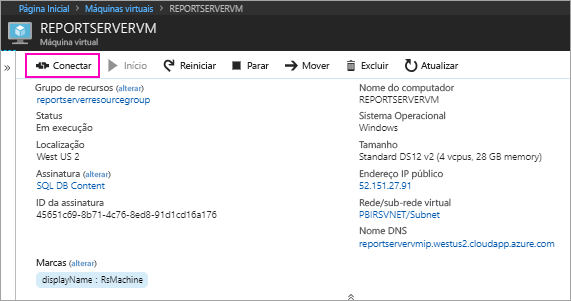 Página Inicial > Máquinas virtuais > REPORTSERVERVM
REPORTSERVERVM
Máquina virtual
» Conectar Início Reiniciar Parar Mover Excluir Atualizar
Grupo de recursos (alterar)
reportserverresourcegroup
Status
Em execução
Localização
West US 2
Assinatura (alterar)
SQL DB Content
ID da assinatura
45651c69-8b71-4c76-8ed8-91d1cd16a176
Nome do computador
REPORTSERVERVM
Sistema Operacional
Windows
Tamanho
Standard DS12 v2 (4 vcpus, 28 GB memory)
Endereço IP público
52.151.27.91
Rede/sub-rede virtual
PBIRSVNET/Subnet
Nome DNS
reportservervmip.westus2.cloudapp.azure.com
Marcas (alterar)
displayName : RsMachine